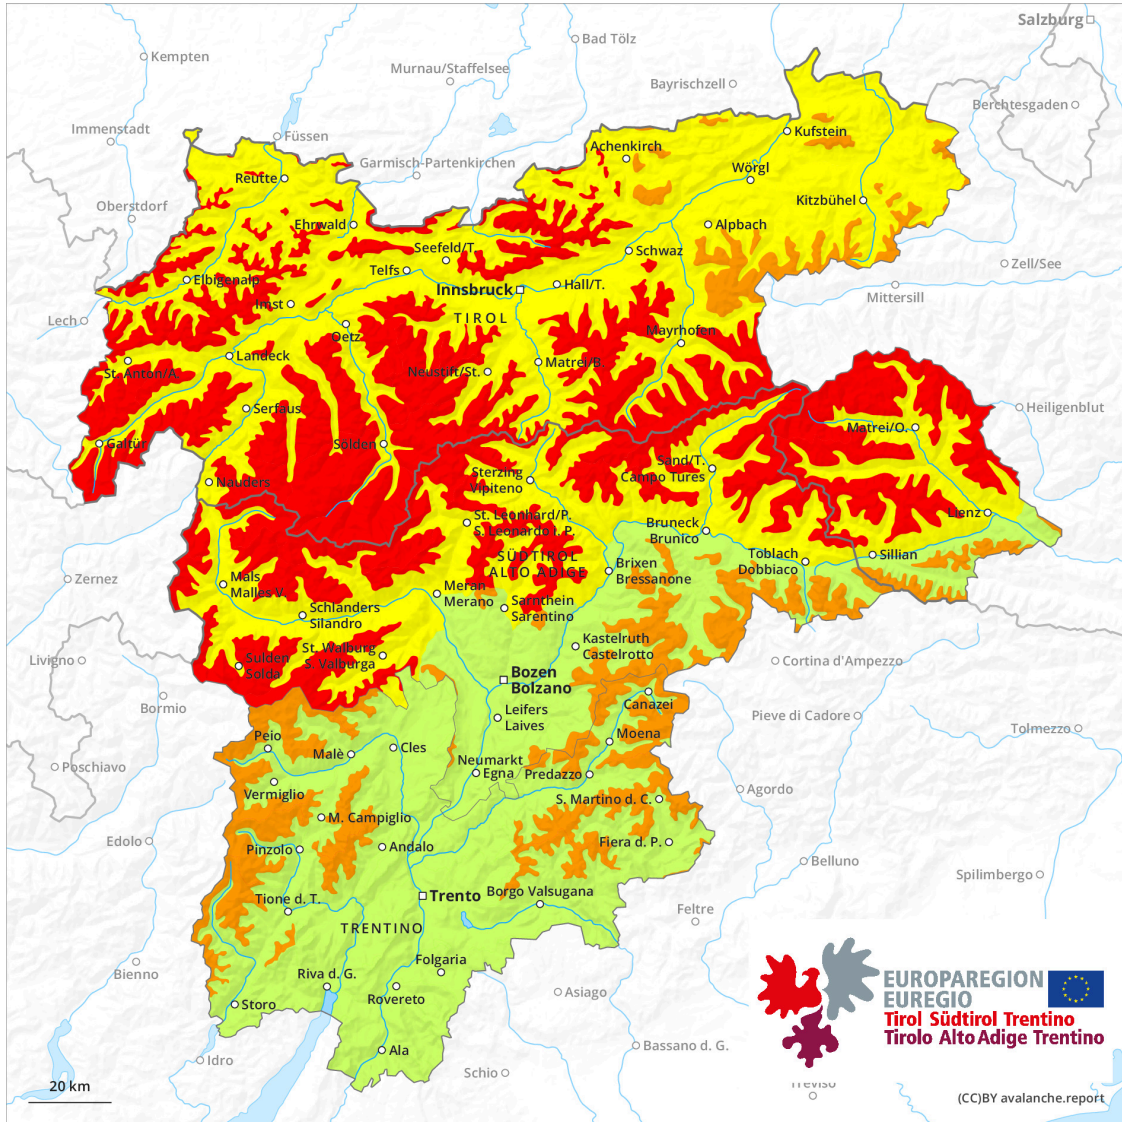 Salzburg
Bad Tölz
Kempten
Murnau/Staffelsee
Bayrischzell
Berchtesgaden
Immenstadt
Füssen
Kufstein
Achenkirch
Garmisch-Partenkirchen
Wörgl
Reutte
Oberstdorf
Kitzbühel
Ehrwald
Alpbach
Seefeld/T.
Schwaz
Zell/See
Telfs
Elbigenalp
Innsbruck
Hall/T.
Mittersill
Imst
Lech
TIROL
Oetz
Mayrhofen
Landeck
St. Anton/A.
Neustift/St.
Matrei/B.
Serfaus
Heiligenblut
Galtür
Sölden
Matrei/O.
Sand/T.
Campo Tures
Sterzing
Vipiteno
Nauders
St. Leonhard/P.
S. Leonardo i. P.
Lienz
Bruneck
Brunico
SÜDTIROL
ALTO ADIGE
Toblach
Dobbiaco
Sillian
Brixen
Bressanone
Zernez
Mals
Malles V.
Meran
Merano
Schlanders
Silandro
Sarnthein
Sarentino
Kastelruth
Castelrotto
St. Walburg
S. Valburga
Livigno
Sulden
Solda
Cortina d'Ampezzo
Bozen
Bolzano
Bormio
Canazei
Leifers
Laives
Pieve di Cadore
Tolmezzo
Peio
Moena
Malè
Cles
Neumarkt
Egna
Predazzo
Poschiavo
Vermiglio
Agordo
S. Martino d. C.
M. Campiglio
Edolo
Pinzolo
Andalo
Fiera d. P.
Belluno
Spilimbergo
Trento
Borgo Valsugana
Tione d. T.
Feltre
TRENTINO
Folgaria
Bienno
Riva d. G.
Rovereto
Asiago
Storo
EUROPAREGION
EUREGIO
Tirol Südtirol Trentino
Tirolo Alto Adige Trentino
Ala
Idro
Bassano d. G.
Schio
Treviso
20 km
(CC)BY avalanche.report